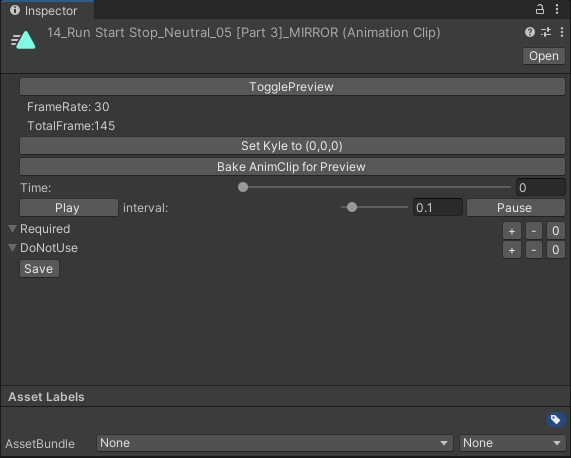 Inspector
14_Run Start Stop_Neutral_05 [Part 3]_MIRROR (Animation Clip)
Open
TogglePreview
FrameRate: 30
TotalFrame:145
Set Kyle to (0,0,0)
Bake AnimClip for Preview
Time: 0
Play interval: 0.1 Pause
Required + - 0
DoNotUse + - 0
Save
Asset Labels
AssetBundle None None